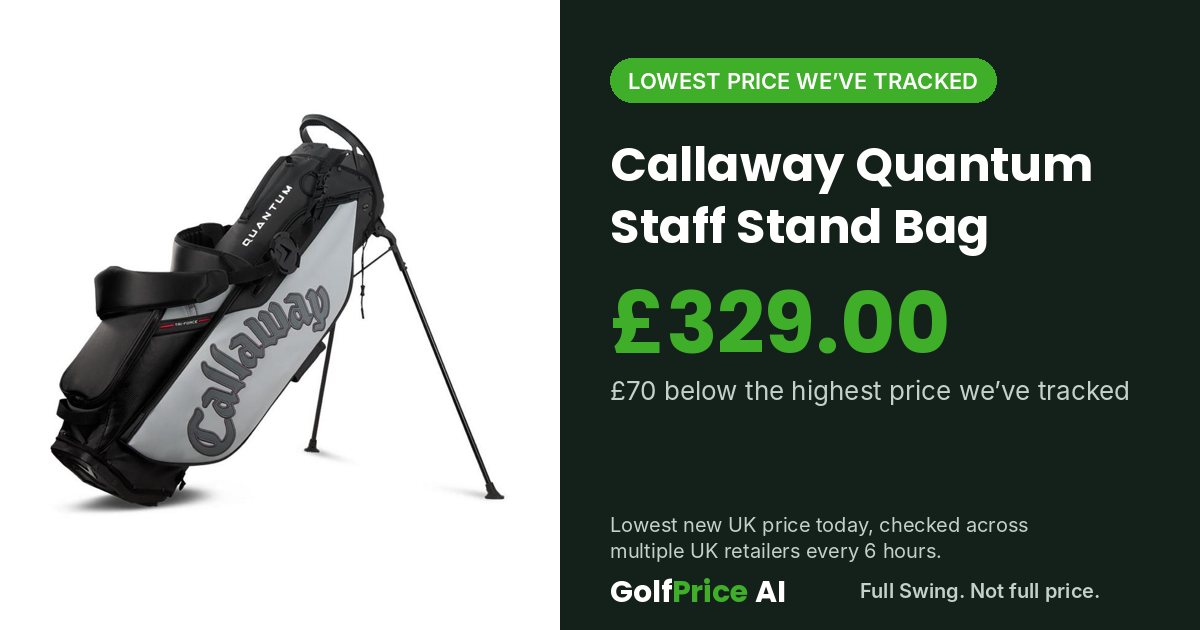 QUANTUM
TRI-FORCE
Callaway
LOWEST PRICE WE’VE TRACKED
Callaway Quantum
Staff Stand Bag
£329.00
£70 below the highest price we’ve tracked
Lowest new UK price today, checked across
multiple UK retailers every 6 hours.
GolfPrice AI
Full Swing. Not full price.